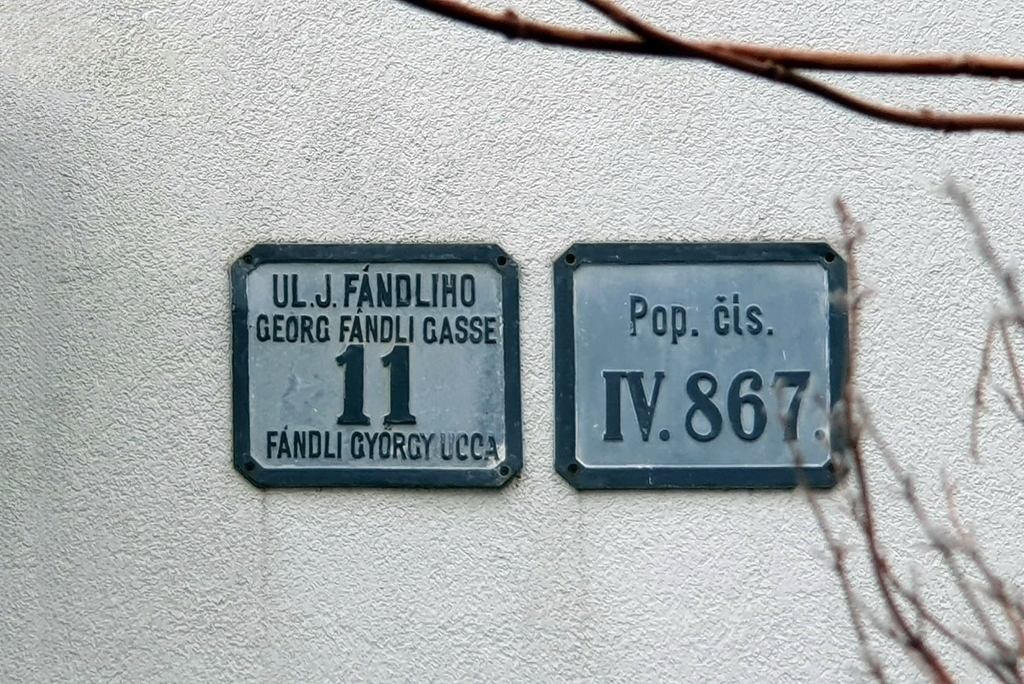 UL. J. FÁNDLIHO
GEORG FÁNDLI GASSE
11
FÁNDLI GYÖRGY UCCA
Pop. čís.
IV. 867.